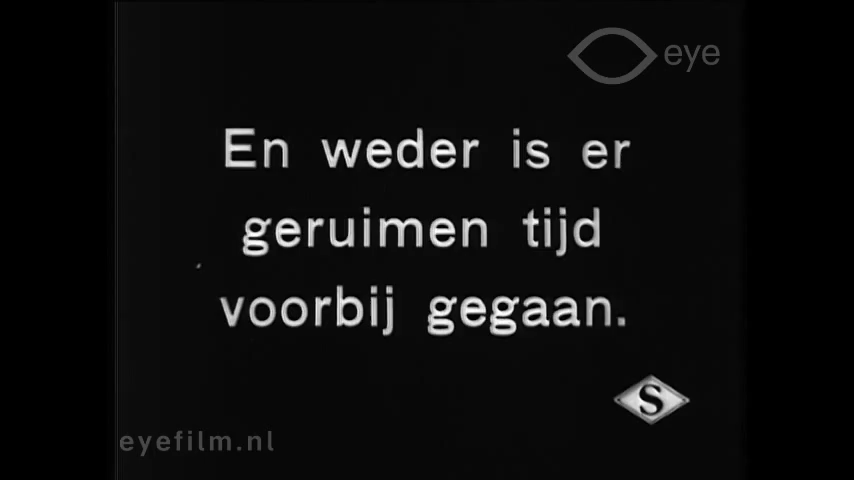 eye
En weder is er
geruimen tijd
voorbij gegaan.
S
eyefilm.nl